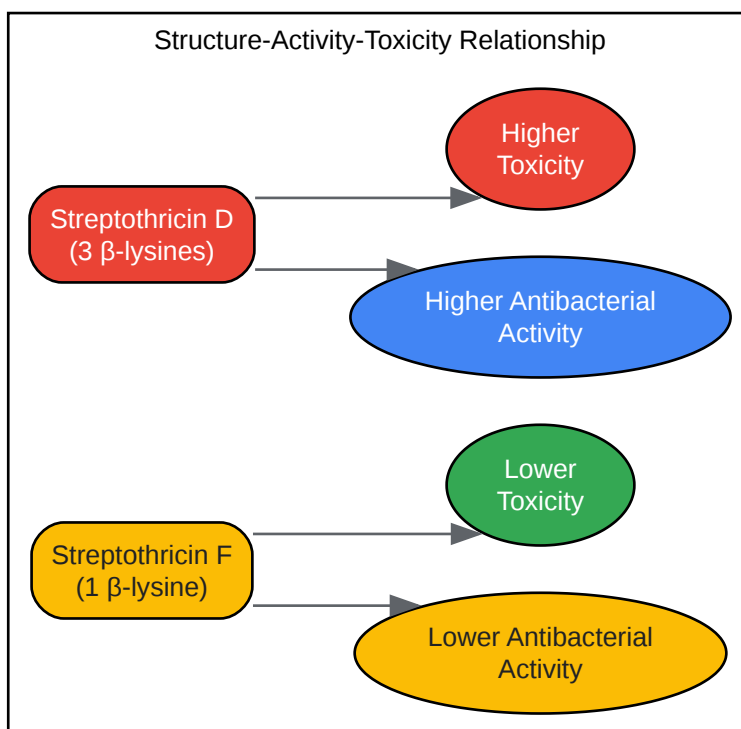 Structure-Activity-Toxicity Relationship
Higher
Toxicity
Streptothricin D
(3 β-lysines)
Higher Antibacterial
Activity
Lower
Toxicity
Streptothricin F
(1 β-lysine)
Lower Antibacterial
Activity